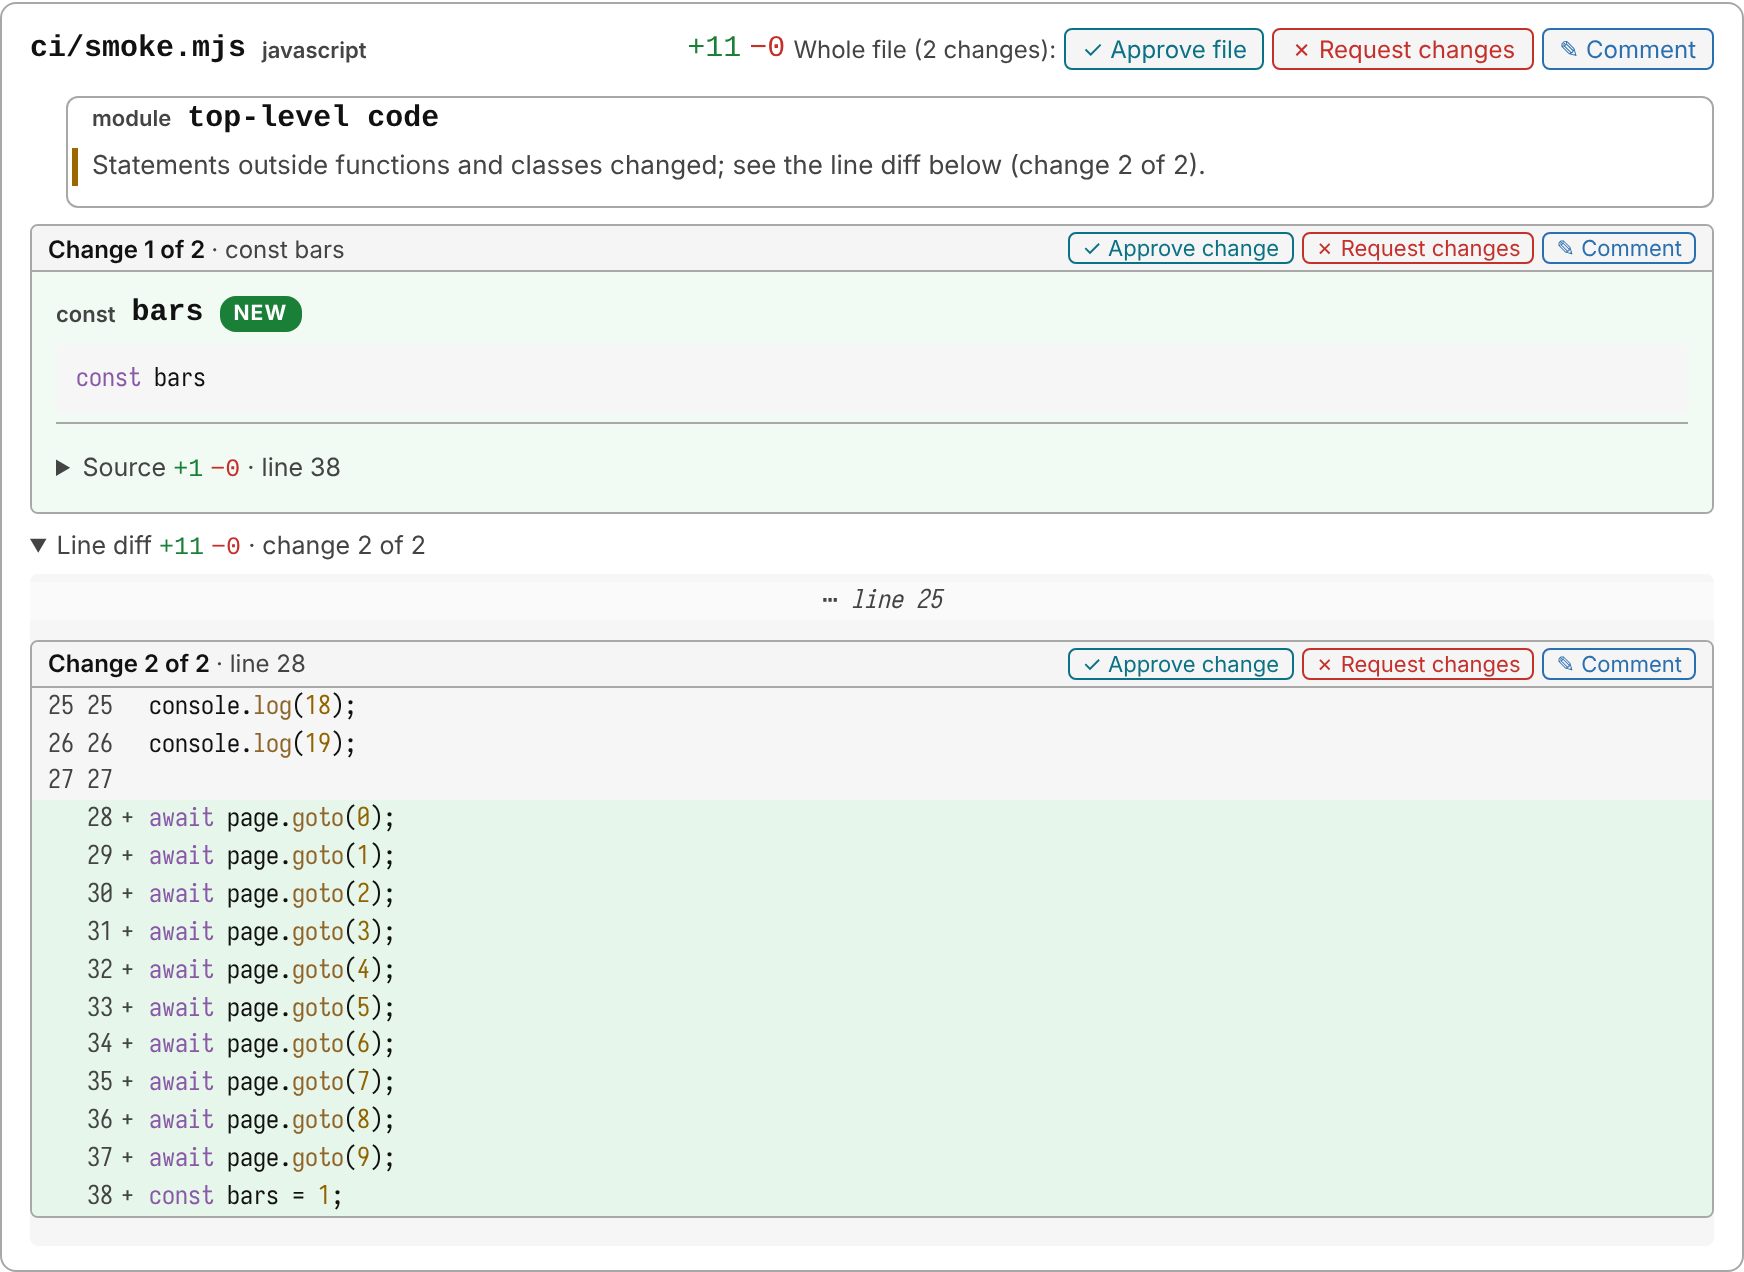 ci/smoke.mjs javascript +11 −0 Whole file (2 changes): ✓ Approve file × Request changes ✎ Comment
module top-level code
Statements outside functions and classes changed; see the line diff below (change 2 of 2).
Change 1 of 2 · const bars ✓ Approve change × Request changes ✎ Comment
const bars NEW
const bars
▶ Source +1 −0 · line 38
▼ Line diff +11 −0 · change 2 of 2
⋯ line 25
Change 2 of 2 · line 28 ✓ Approve change × Request changes ✎ Comment
25 25 console.log(18);
26 26 console.log(19);
27 27
28 + await page.goto(0);
29 + await page.goto(1);
30 + await page.goto(2);
31 + await page.goto(3);
32 + await page.goto(4);
33 + await page.goto(5);
34 + await page.goto(6);
35 + await page.goto(7);
36 + await page.goto(8);
37 + await page.goto(9);
38 + const bars = 1;